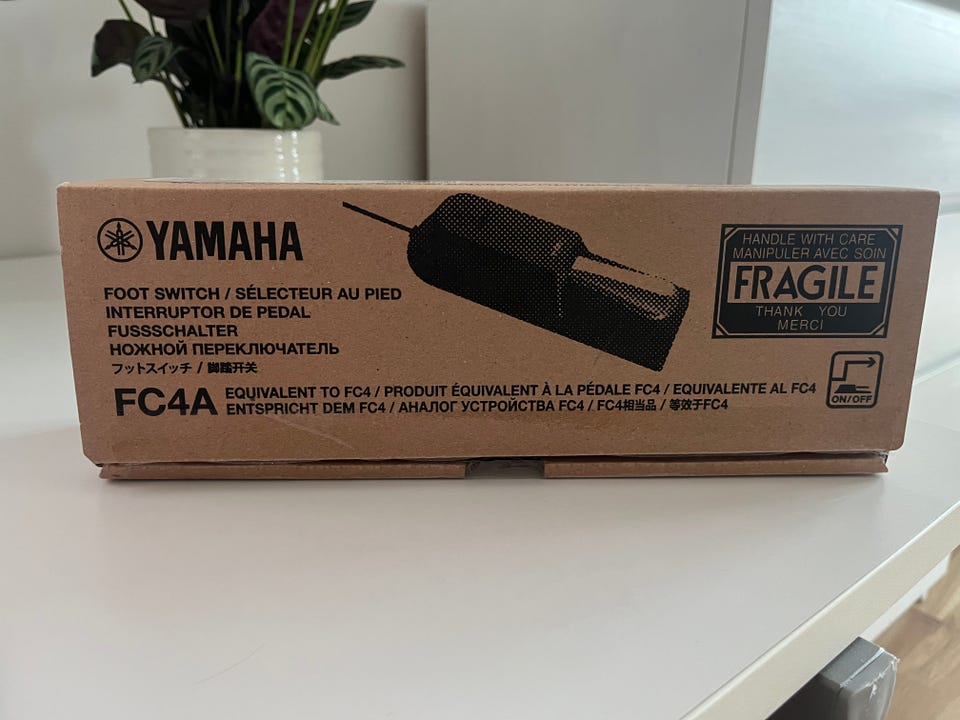 YAMAHA
FOOT SWITCH / SÉLECTEUR AU PIED
INTERRUPTOR DE PEDAL
FUSSSCHALTER
НОЖНОЙ ПЕРЕКЛЮЧАТЕЛЬ
フットスイッチ / 脚踏开关
FC4A
EQUIVALENT TO FC4 / PRODUIT ÉQUIVALENT À LA PÉDALE FC4 / EQUIVALENTE AL FC4
ENTSPRICHT DEM FC4 / АНАЛОГ УСТРОЙСТВА FC4 / FC4相当品 / 等效于FC4
HANDLE WITH CARE
MANIPULER AVEC SOIN
FRAGILE
THANK YOU
MERCI
ON/OFF